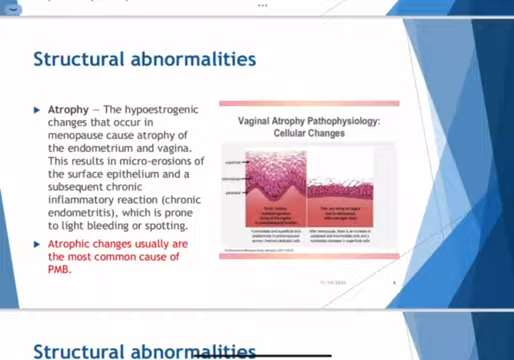 Structural abnormalities
▶ Atrophy — The hypoestrogenic
changes that occur in
menopause cause atrophy of
the endometrium and vagina.
This results in micro-erosions of
the surface epithelium and a
subsequent chronic
inflammatory reaction (chronic
endometritis), which is prone
to light bleeding or spotting.
▶ Atrophic changes usually are
the most common cause of
PMB.
Vaginal Atrophy Pathophysiology:
Cellular Changes
Structural abnormalities